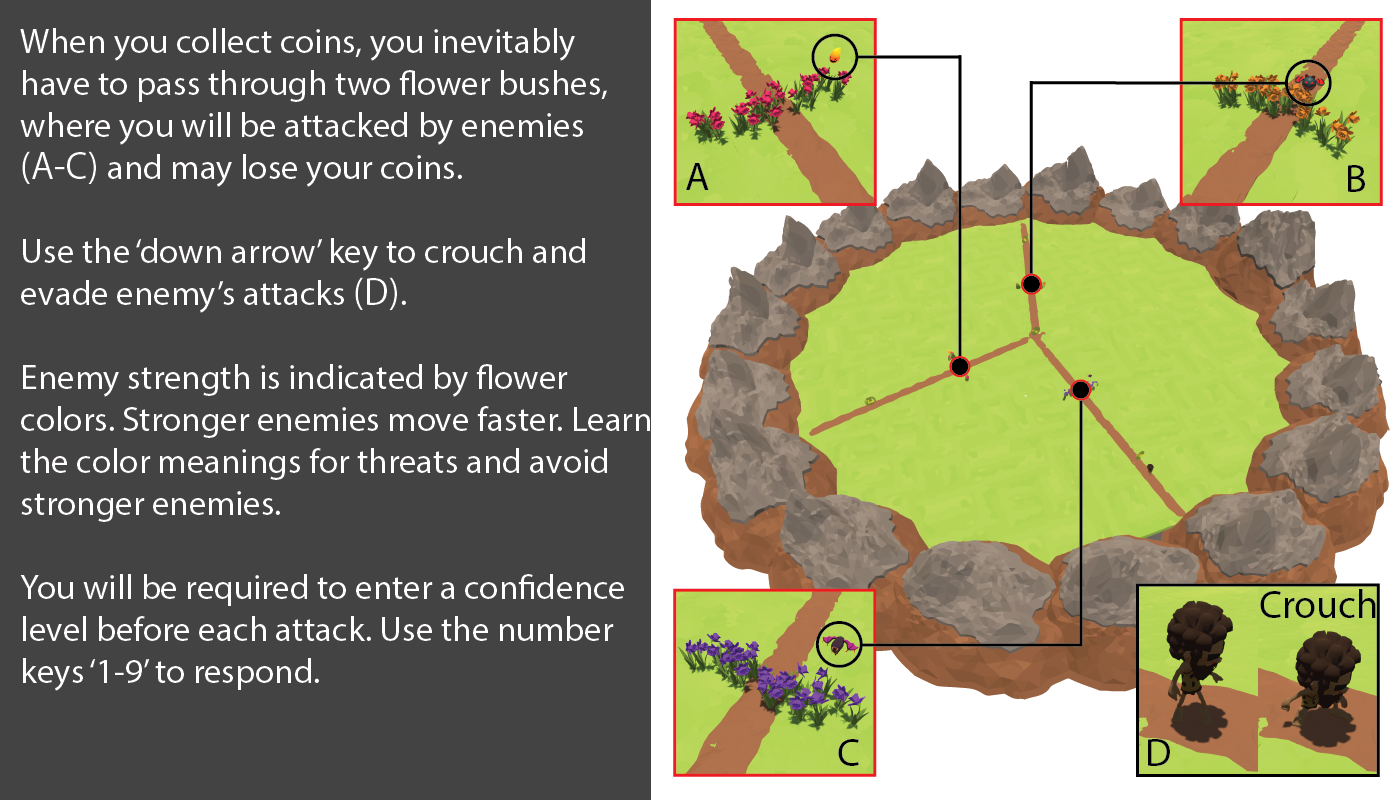 When you collect coins, you inevitably
have to pass through two flower bushes,
where you will be attacked by enemies
(A-C) and may lose your coins.
Use the ‘down arrow’ key to crouch and
evade enemy’s attacks (D).
Enemy strength is indicated by flower
colors. Stronger enemies move faster. Learn
the color meanings for threats and avoid
stronger enemies.
You will be required to enter a confidence
level before each attack. Use the number
keys ‘1-9’ to respond.
A
B
C
Crouch
D